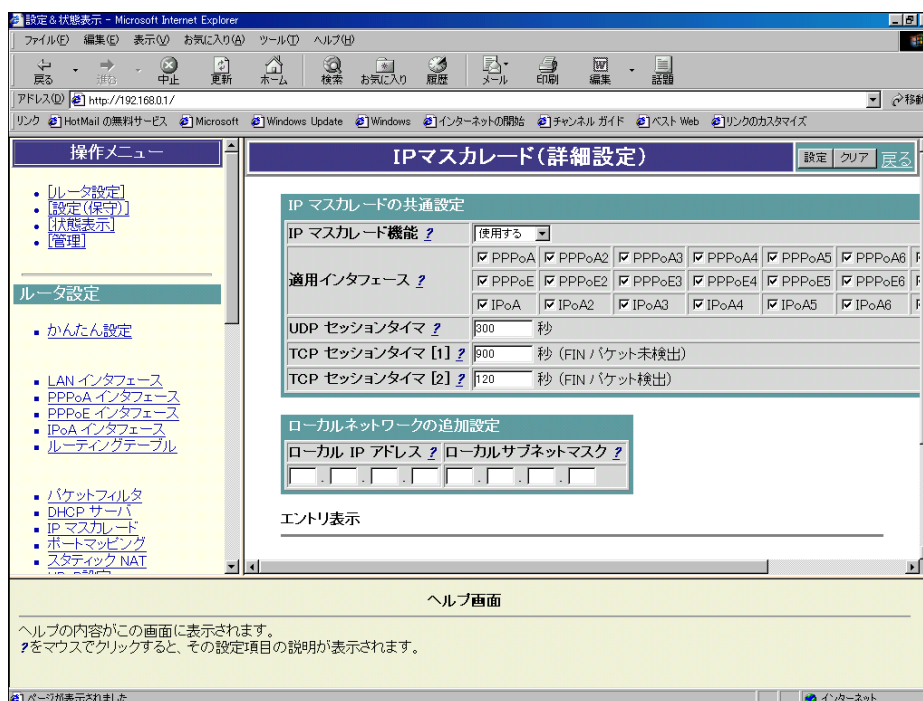 設定&状態表示 - Microsoft Internet Explorer
ファイル(F) 編集(E) 表示(V) お気に入り(A) ツール(T) ヘルプ(H)
戻る 進む 中止 更新 ホーム 検索 お気に入り 履歴 メール 印刷 編集 話題
アドレス(D) http://192.168.0.1/ 移動
リンク HotMail の無料サービス Microsoft Windows Update Windows インターネットの開始 チャンネル ガイド ベスト Web リンクのカスタマイズ
操作メニュー
[ルータ設定]
[設定(保守)]
[状態表示]
[管理]
ルータ設定
かんたん設定
LAN インタフェース
PPPoA インタフェース
PPPoE インタフェース
IPoA インタフェース
ルーティングテーブル
パケットフィルタ
DHCP サーバ
IP マスカレード
ポートマッピング
スタティック NAT
IPマスカレード(詳細設定) 設定 クリア 戻る
IP マスカレードの共通設定
IP マスカレード機能 ? 使用する
適用インタフェース ?
PPPoA PPPoA2 PPPoA3 PPPoA4 PPPoA5 PPPoA6
PPPoE PPPoE2 PPPoE3 PPPoE4 PPPoE5 PPPoE6
IPoA IPoA2 IPoA3 IPoA4 IPoA5 IPoA6
UDP セッションタイマ ? 300 秒
TCP セッションタイマ [1] ? 900 秒 (FIN パケット未検出)
TCP セッションタイマ [2] ? 120 秒 (FIN パケット検出)
ローカルネットワークの追加設定
ローカル IP アドレス ? ローカルサブネットマスク ?
. . . . . .
エントリ表示
ヘルプ画面
ヘルプの内容がこの画面に表示されます。
?をマウスでクリックすると、その設定項目の説明が表示されます。
ページが表示されました インターネット